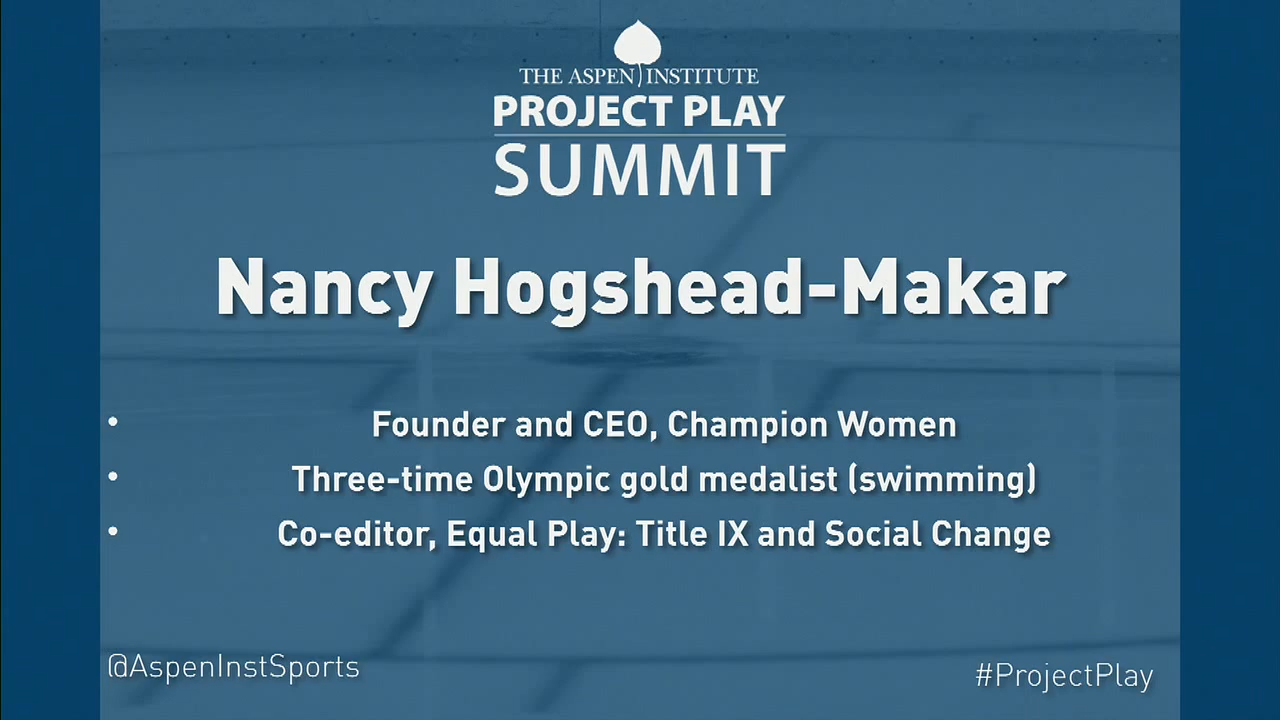 THE ASPEN INSTITUTE
PROJECT PLAY
SUMMIT
Nancy Hogshead-Makar
• Founder and CEO, Champion Women
• Three-time Olympic gold medalist (swimming)
• Co-editor, Equal Play: Title IX and Social Change
@AspenInstSports
#ProjectPlay